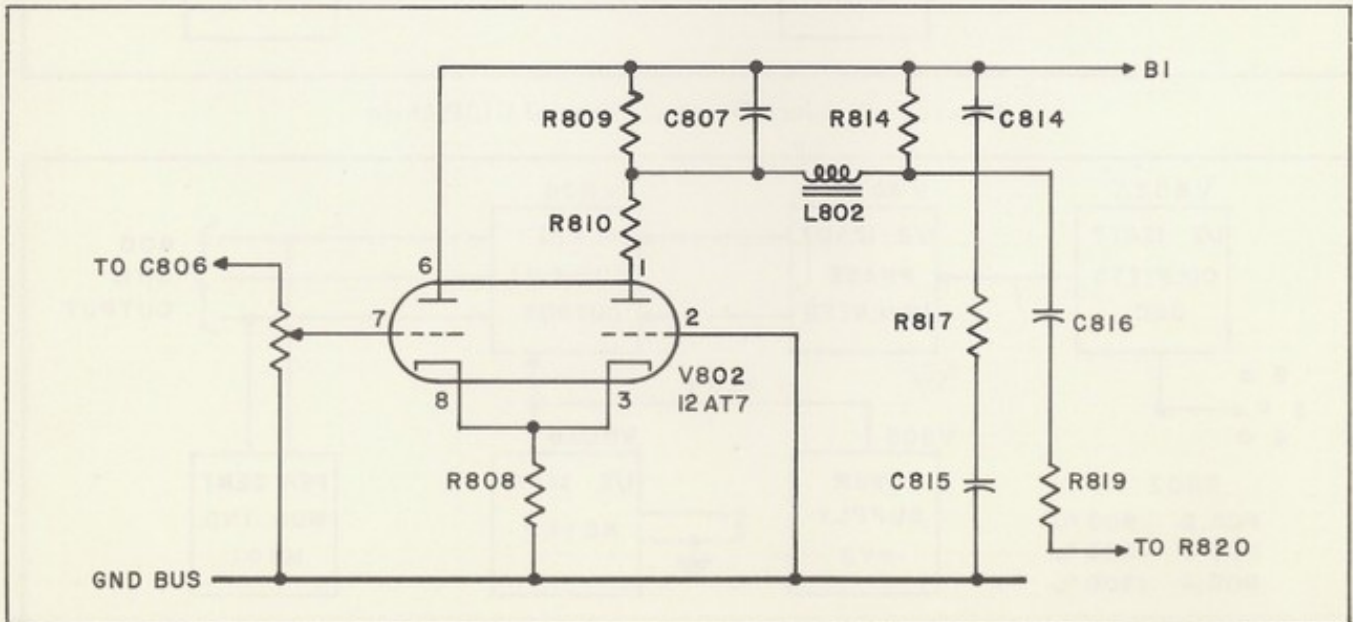 B1
R809
C807
R814
C814
L802
R810
TO C806
6
1
7
2
R817
C816
V802
12AT7
8
3
R808
C815
R819
TO R820
GND BUS